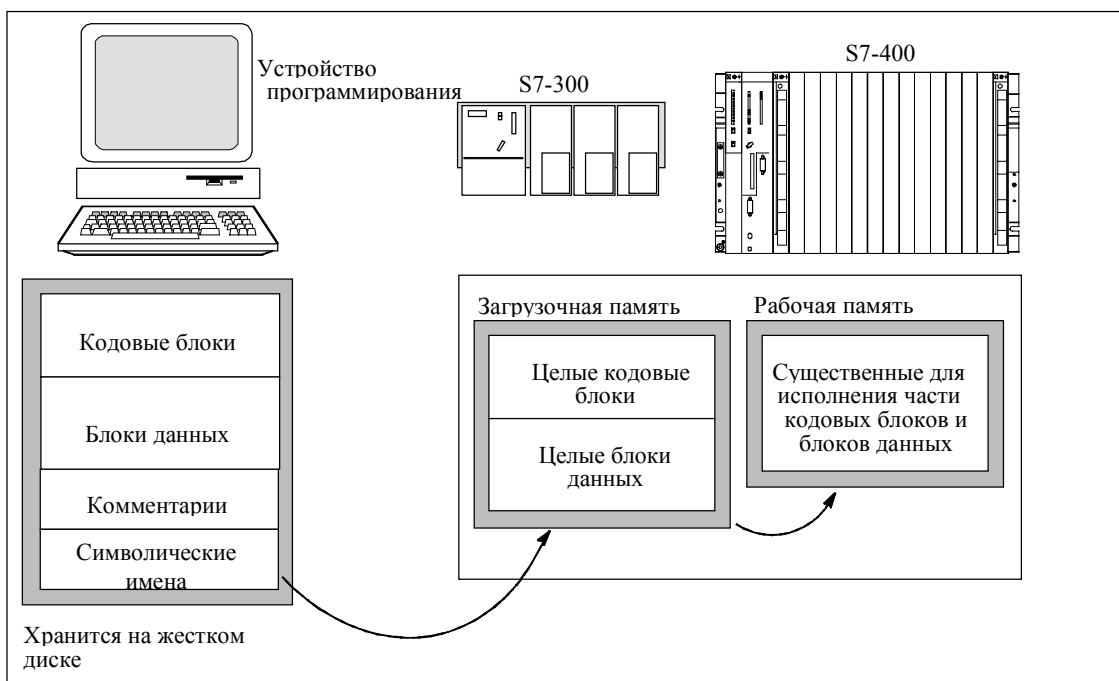 Устройство
программирования
S7-300
S7-400
Кодовые блоки
Блоки данных
Комментарии
Символические
имена
Хранится на жестком
диске
Загрузочная память
Целые кодовые
блоки
Целые блоки
данных
Рабочая память
Существенные для
исполнения части
кодовых блоков и
блоков данных